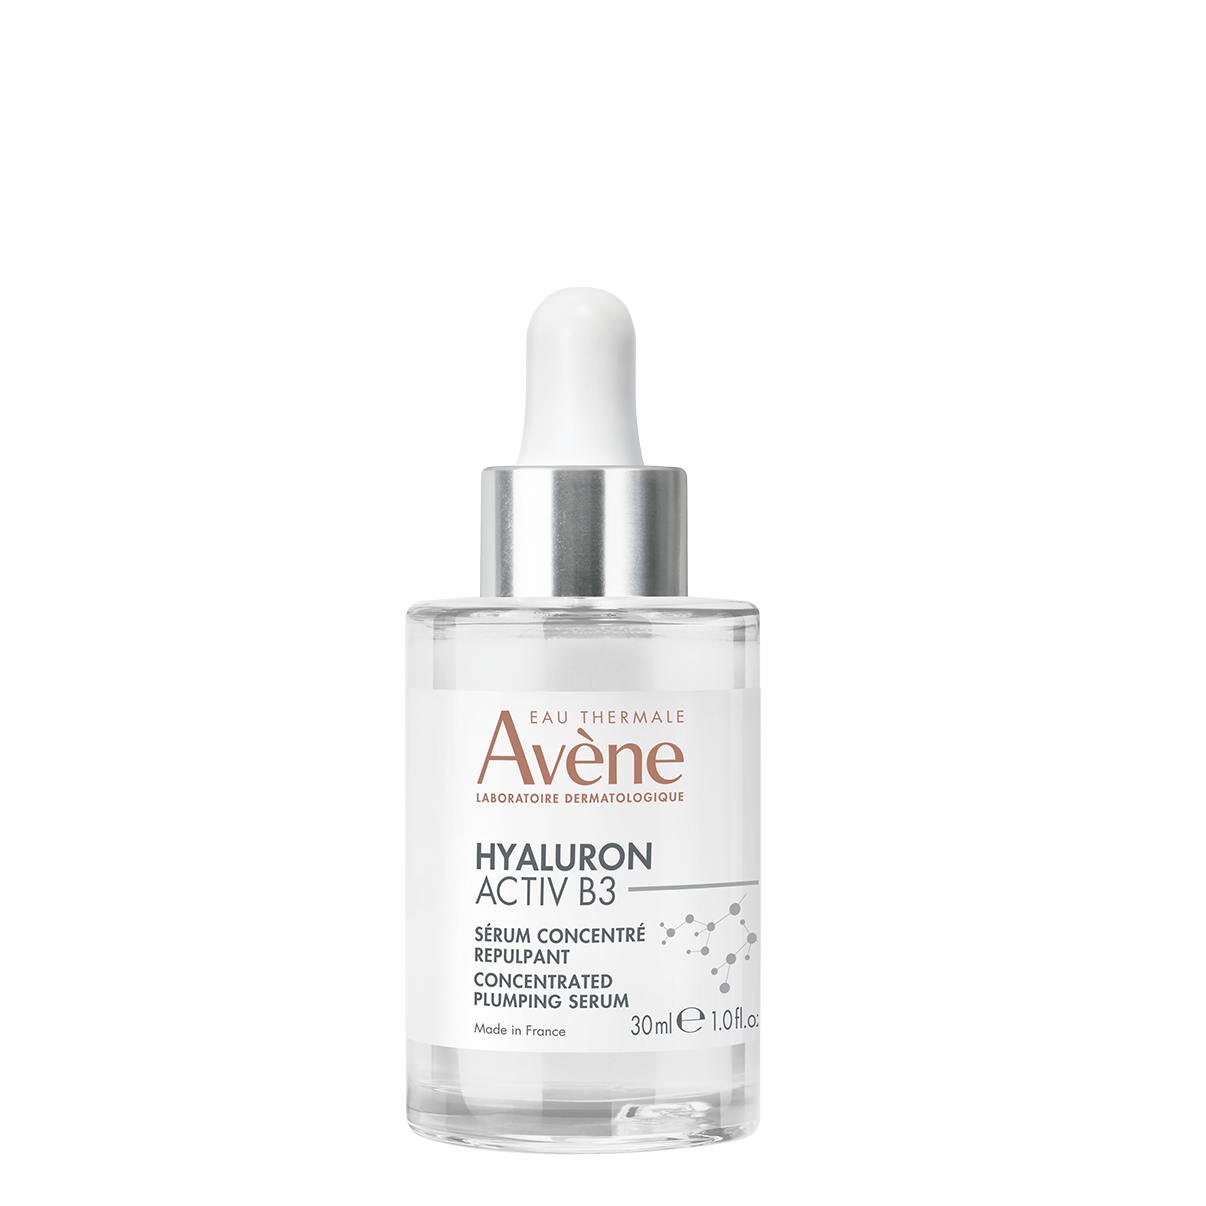 EAU THERMALE
Avène
LABORATOIRE DERMATOLOGIQUE
HYALURON
ACTIV B3
SÉRUM CONCENTRÉ
REPULPANT
CONCENTRATED
PLUMPING SERUM
Made in France
30ml℮1.0fl.oz